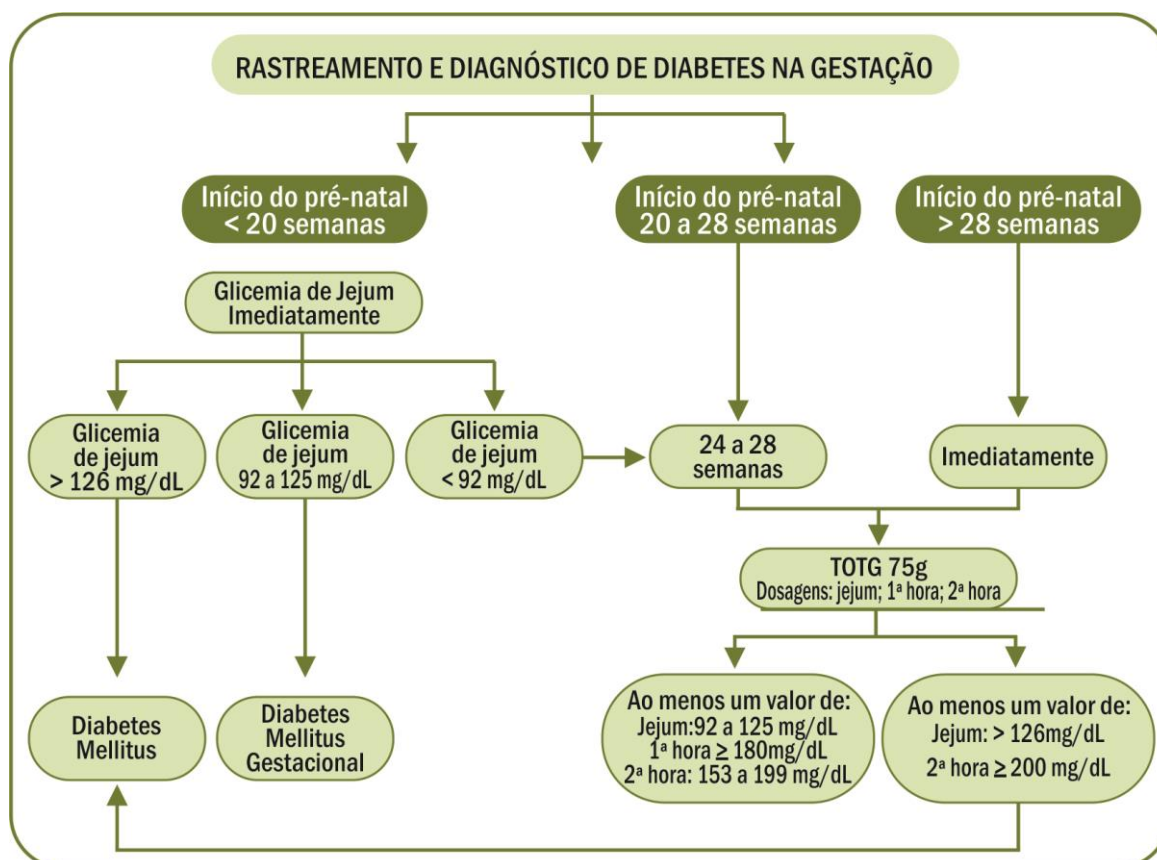 RASTREAMENTO E DIAGNÓSTICO DE DIABETES NA GESTAÇÃO
Início do pré-natal
< 20 semanas
Início do pré-natal
20 a 28 semanas
Início do pré-natal
> 28 semanas
Glicemia de Jejum
Imediatamente
Glicemia
de jejum
> 126 mg/dL
Glicemia
de jejum
92 a 125 mg/dL
Glicemia
de jejum
< 92 mg/dL
24 a 28
semanas
Imediatamente
TOTG 75g
Dosagens: jejum; 1ª hora; 2ª hora
Diabetes
Mellitus
Diabetes
Mellitus
Gestacional
Ao menos um valor de:
Jejum:92 a 125 mg/dL
1ª hora ≥ 180mg/dL
2ª hora: 153 a 199 mg/dL
Ao menos um valor de:
Jejum: > 126mg/dL
2ª hora ≥ 200 mg/dL